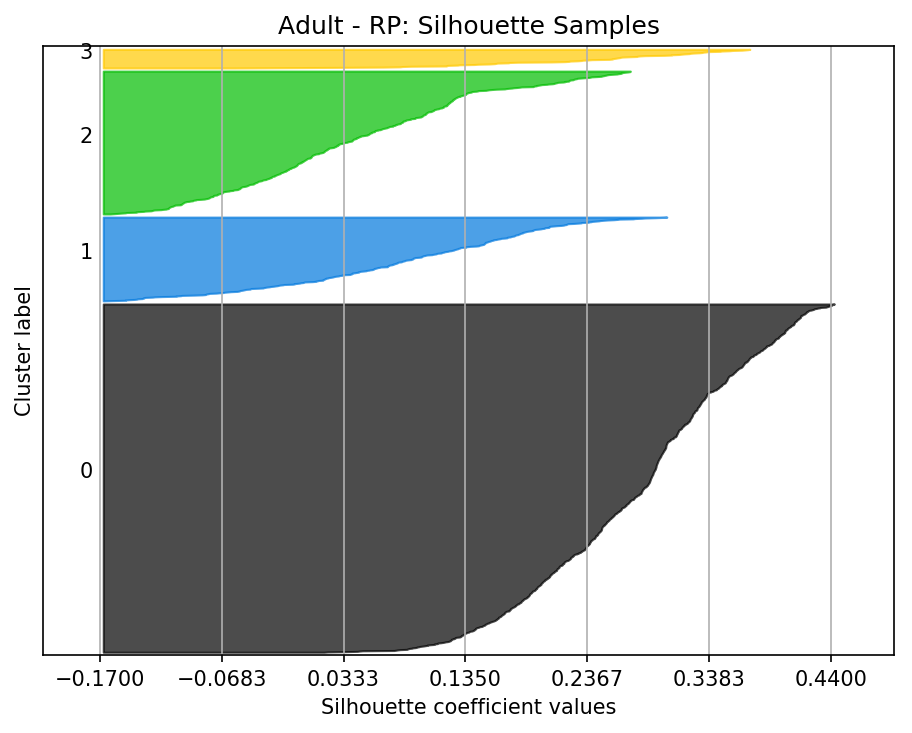 Adult - RP: Silhouette Samples
3
2
1
0
Cluster label
−0.1700 −0.0683 0.0333 0.1350 0.2367 0.3383 0.4400
Silhouette coefficient values